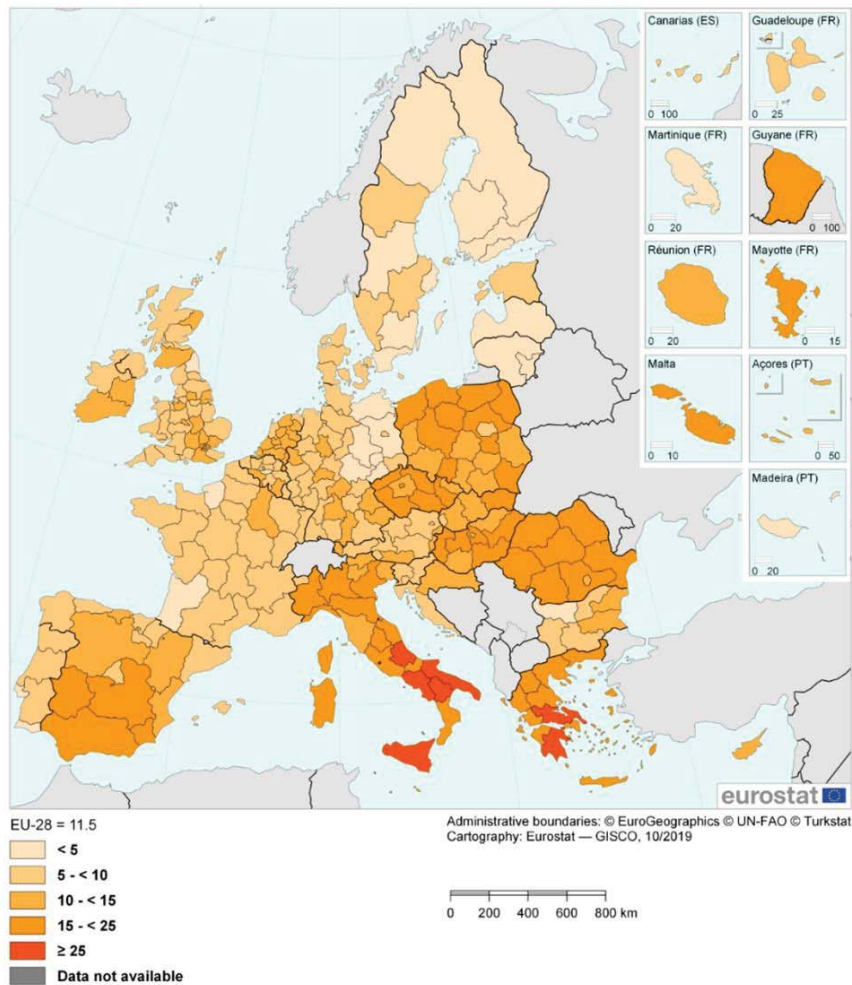 Canarias (ES)
0 100
Guadeloupe (FR)
0 25
Martinique (FR)
0 20
Guyane (FR)
0 100
Réunion (FR)
0 20
Mayotte (FR)
0 15
Malta
0 10
Açores (PT)
0 50
Madeira (PT)
0 20
eurostat
EU-28 = 11.5
Administrative boundaries: © EuroGeographics © UN-FAO © Turkstat
Cartography: Eurostat — GISCO, 10/2019
< 5
5 - < 10
10 - < 15
15 - < 25
≥ 25
Data not available
0 200 400 600 800 km